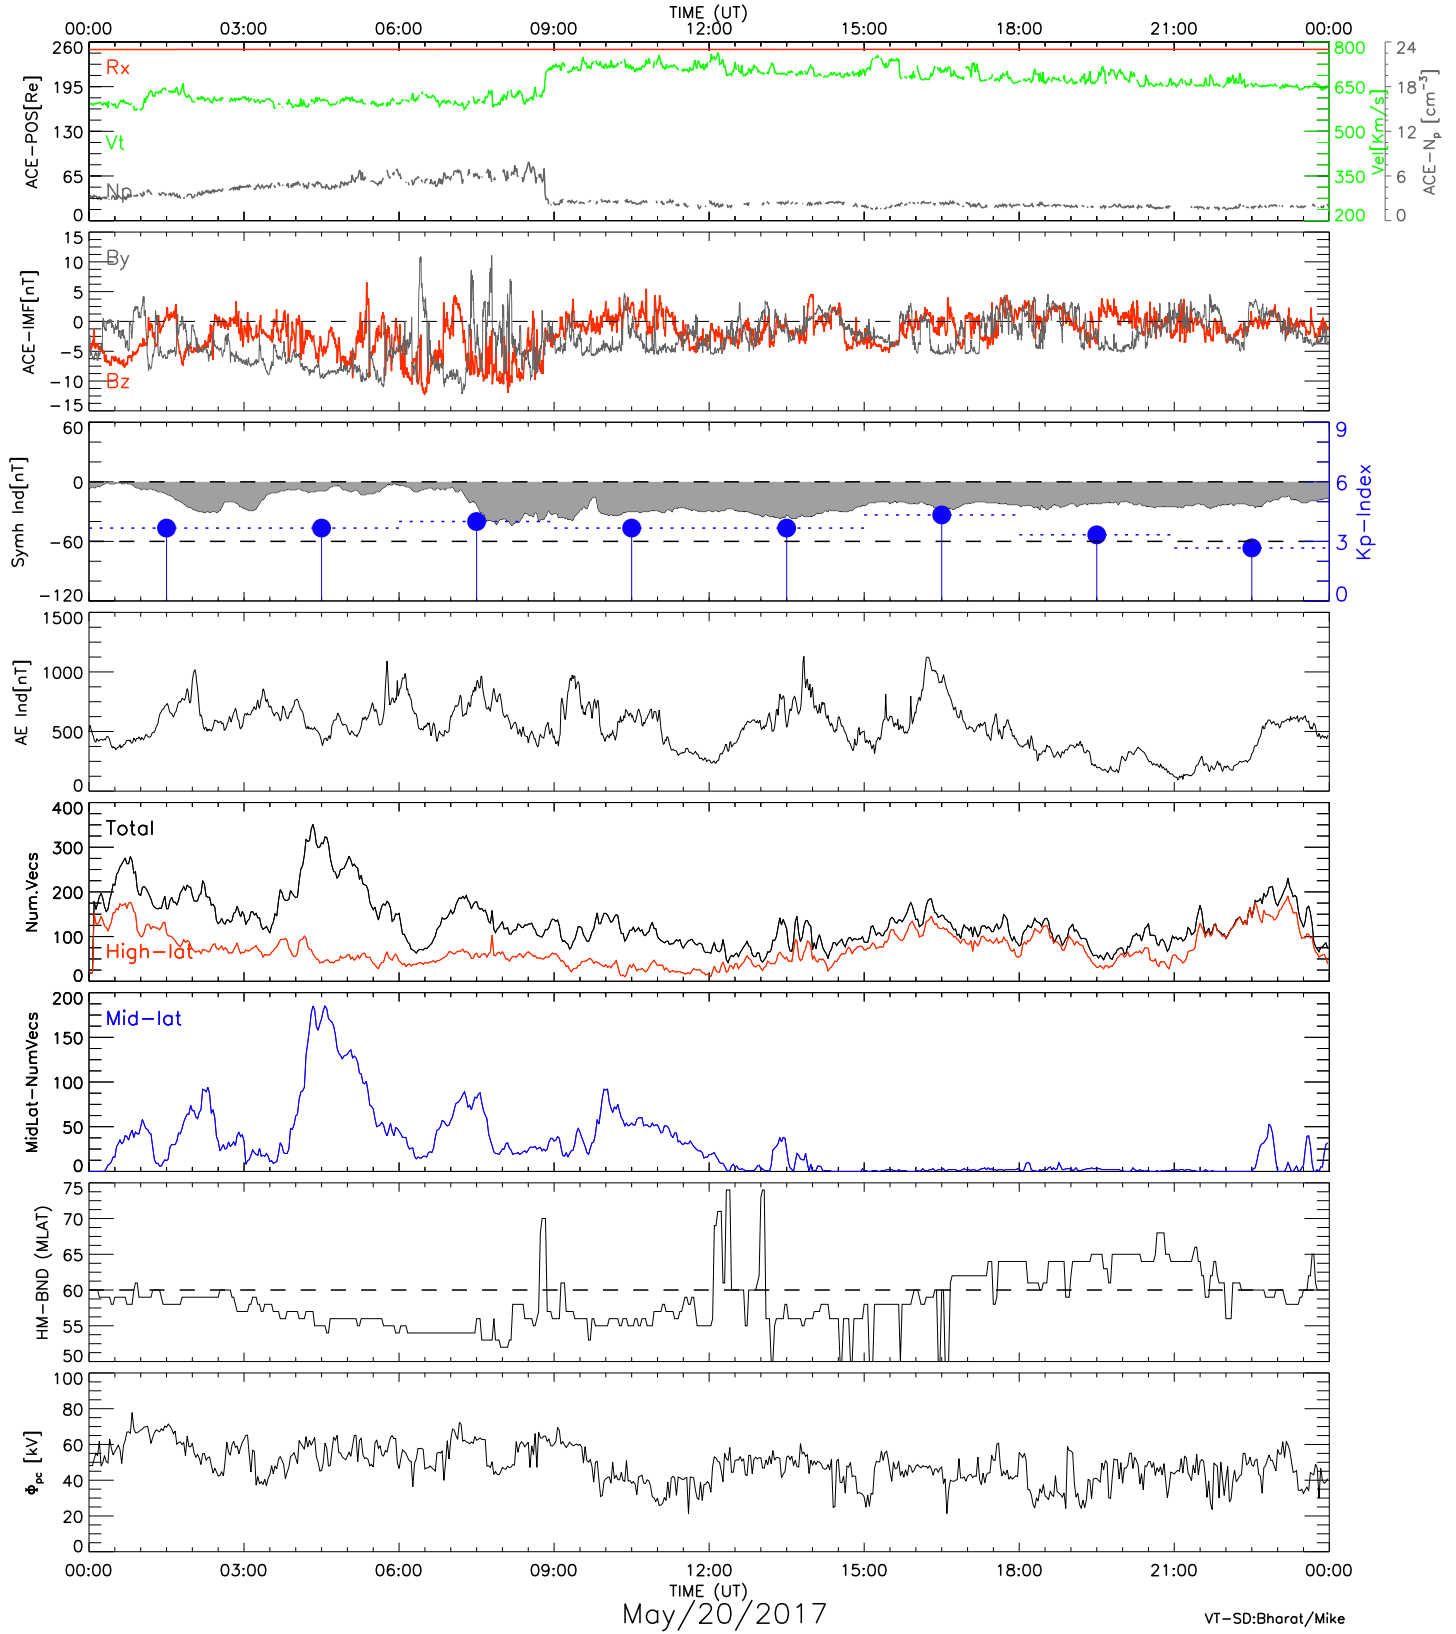 TIME (UT)
00:00 03:00 06:00 09:00 12:00 15:00 18:00 21:00 00:00
260 195 130 65 0
ACE-POS[Re]
Rx
Vt
Np
800 650 500 350 200
Vel[Km/s]
24 18 12 6 0
ACE-Np [cm-3]
15 10 5 0 -5 -10 -15
ACE-IMF[nT]
By
Bz
60 0 -60 -120
Symh Ind[nT]
9 6 3 0
Kp-Index
1500 1000 500 0
AE Ind[nT]
400 300 200 100 0
Num.Vecs
Total
High-lat
200 150 100 50 0
MidLat-NumVecs
Mid-lat
75 70 65 60 55 50
HM-BND (MLAT)
100 80 60 40 20 0
Φpc [kV]
00:00 03:00 06:00 09:00 12:00 15:00 18:00 21:00 00:00
TIME (UT)
May/20/2017
VT-SD:Bharat/Mike